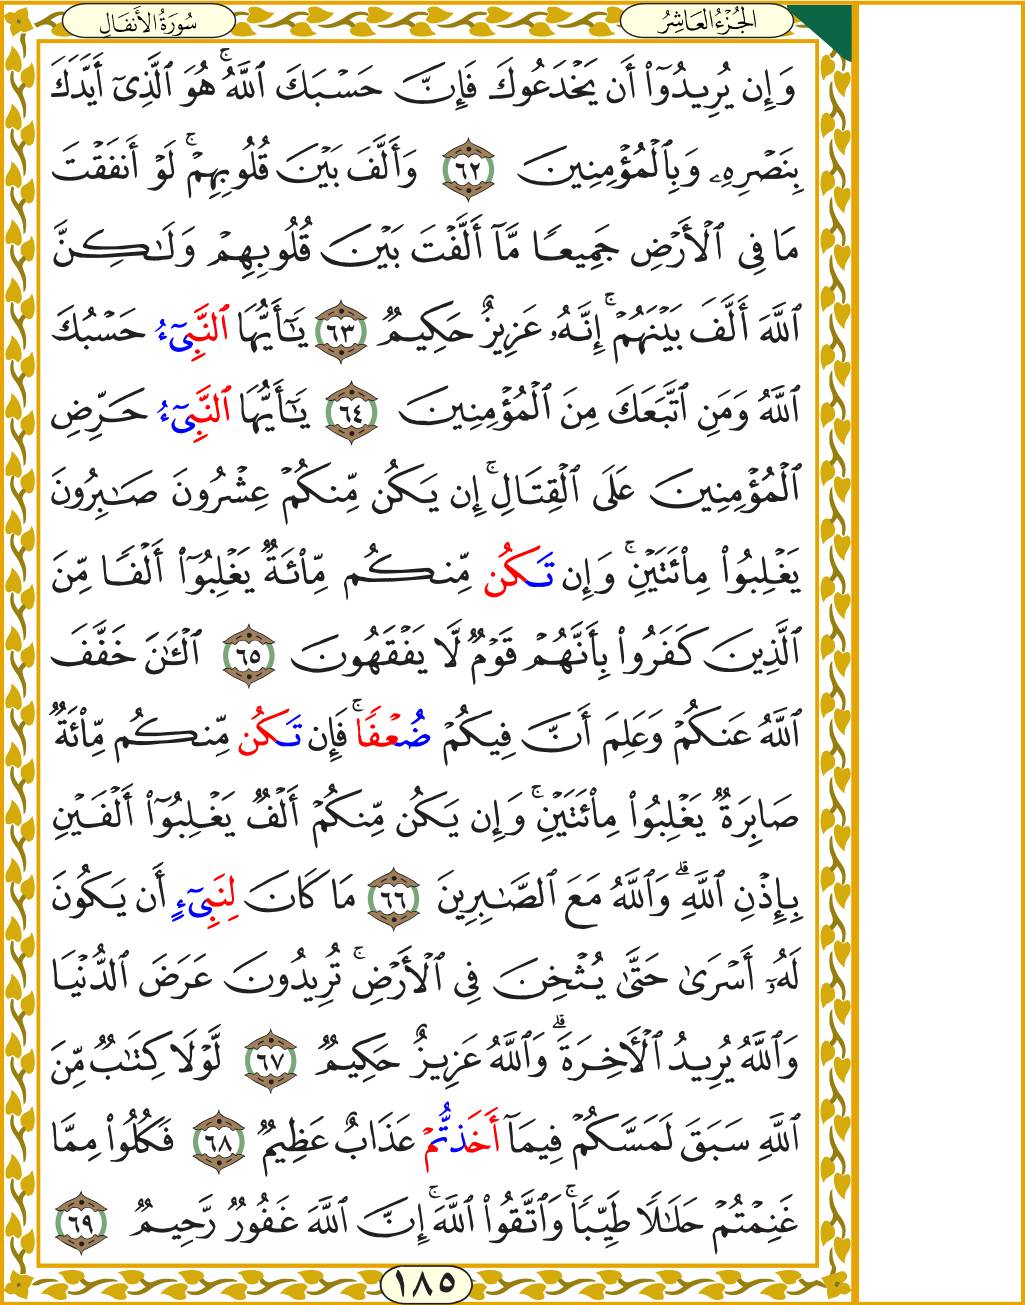 الجُزْءُ العَاشِرُ
سُورَةُ الأَنفَالِ
وَإِن يُرِيدُوٓاْ أَن يَخۡدَعُوكَ فَإِنَّ حَسۡبَكَ ٱللَّهُۚ هُوَ ٱلَّذِيٓ أَيَّدَكَ
بِنَصۡرِهِۦ وَبِٱلۡمُؤۡمِنِينَ ٦٢ وَأَلَّفَ بَيۡنَ قُلُوبِهِمۡۚ لَوۡ أَنفَقۡتَ
مَا فِي ٱلۡأَرۡضِ جَمِيعٗا مَّآ أَلَّفۡتَ بَيۡنَ قُلُوبِهِمۡ وَلَٰكِنَّ
ٱللَّهَ أَلَّفَ بَيۡنَهُمۡۚ إِنَّهُۥ عَزِيزٌ حَكِيمٞ ٦٣ يَٰٓأَيُّهَا ٱلنَّبِيٓءُ حَسۡبُكَ
ٱللَّهُ وَمَنِ ٱتَّبَعَكَ مِنَ ٱلۡمُؤۡمِنِينَ ٦٤ يَٰٓأَيُّهَا ٱلنَّبِيٓءُ حَرِّضِ
ٱلۡمُؤۡمِنِينَ عَلَى ٱلۡقِتَالِۚ إِن يَكُن مِّنكُمۡ عِشۡرُونَ صَٰبِرُونَ
يَغۡلِبُواْ مِاْئَتَيۡنِۚ وَإِن تَكُن مِّنكُم مِّاْئَةٞ يَغۡلِبُوٓاْ أَلۡفٗا مِّنَ
ٱلَّذِينَ كَفَرُواْ بِأَنَّهُمۡ قَوۡمٞ لَّا يَفۡقَهُونَ ٦٥ ٱلۡـَٰٔنَ خَفَّفَ
ٱللَّهُ عَنكُمۡ وَعَلِمَ أَنَّ فِيكُمۡ ضُعۡفٗاۚ فَإِن تَكُن مِّنكُم مِّاْئَةٞ
صَابِرَةٞ يَغۡلِبُواْ مِاْئَتَيۡنِۚ وَإِن يَكُن مِّنكُمۡ أَلۡفٞ يَغۡلِبُوٓاْ أَلۡفَيۡنِ
بِإِذۡنِ ٱللَّهِۗ وَٱللَّهُ مَعَ ٱلصَّٰبِرِينَ ٦٦ مَا كَانَ لِنَبِيٓءٍ أَن يَكُونَ
لَهُۥٓ أَسۡرَىٰ حَتَّىٰ يُثۡخِنَ فِي ٱلۡأَرۡضِۚ تُرِيدُونَ عَرَضَ ٱلدُّنۡيَا
وَٱللَّهُ يُرِيدُ ٱلۡأٓخِرَةَۗ وَٱللَّهُ عَزِيزٌ حَكِيمٞ ٦٧ لَّوۡلَا كِتَٰبٞ مِّنَ
ٱللَّهِ سَبَقَ لَمَسَّكُمۡ فِيمَآ أَخَذتُّمۡ عَذَابٌ عَظِيمٞ ٦٨ فَكُلُواْ مِمَّا
غَنِمۡتُمۡ حَلَٰلٗا طَيِّبٗاۚ وَٱتَّقُواْ ٱللَّهَۚ إِنَّ ٱللَّهَ غَفُورٞ رَّحِيمٞ ٦٩
١٨٥